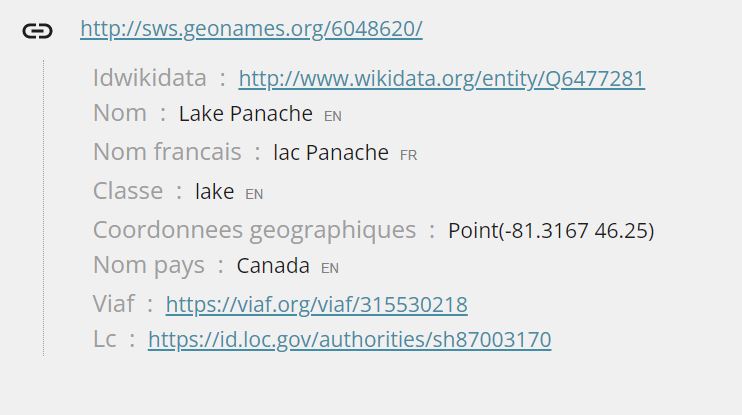 http://sws.geonames.org/6048620/
Idwikidata : http://www.wikidata.org/entity/Q6477281
Nom : Lake Panache EN
Nom francais : lac Panache FR
Classe : lake EN
Coordonnees geographiques : Point(-81.3167 46.25)
Nom pays : Canada EN
Viaf : https://viaf.org/viaf/315530218
Lc : https://id.loc.gov/authorities/sh87003170